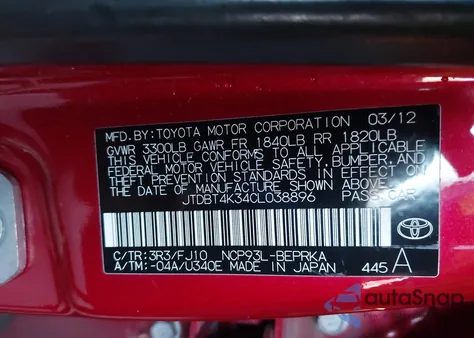 MFD.BY:TOYOTA MOTOR CORPORATION 03/12
GVWR 3300LB GAWR FR 1840LB RR 1820LB
THIS VEHICLE CONFORMS TO ALL APPLICABLE
FEDERAL MOTOR VEHICLE SAFETY, BUMPER, AND
THEFT PREVENTION STANDARDS IN EFFECT ON
THE DATE OF MANUFACTURE SHOWN ABOVE.
JTDBT4K34CL038896 PASS.CAR
C/TR: 3R3/FJ10 NCP93L-BEPRKA
A/TM: -04A/U340E MADE IN JAPAN 445 A
TOYOTA
autoSnap